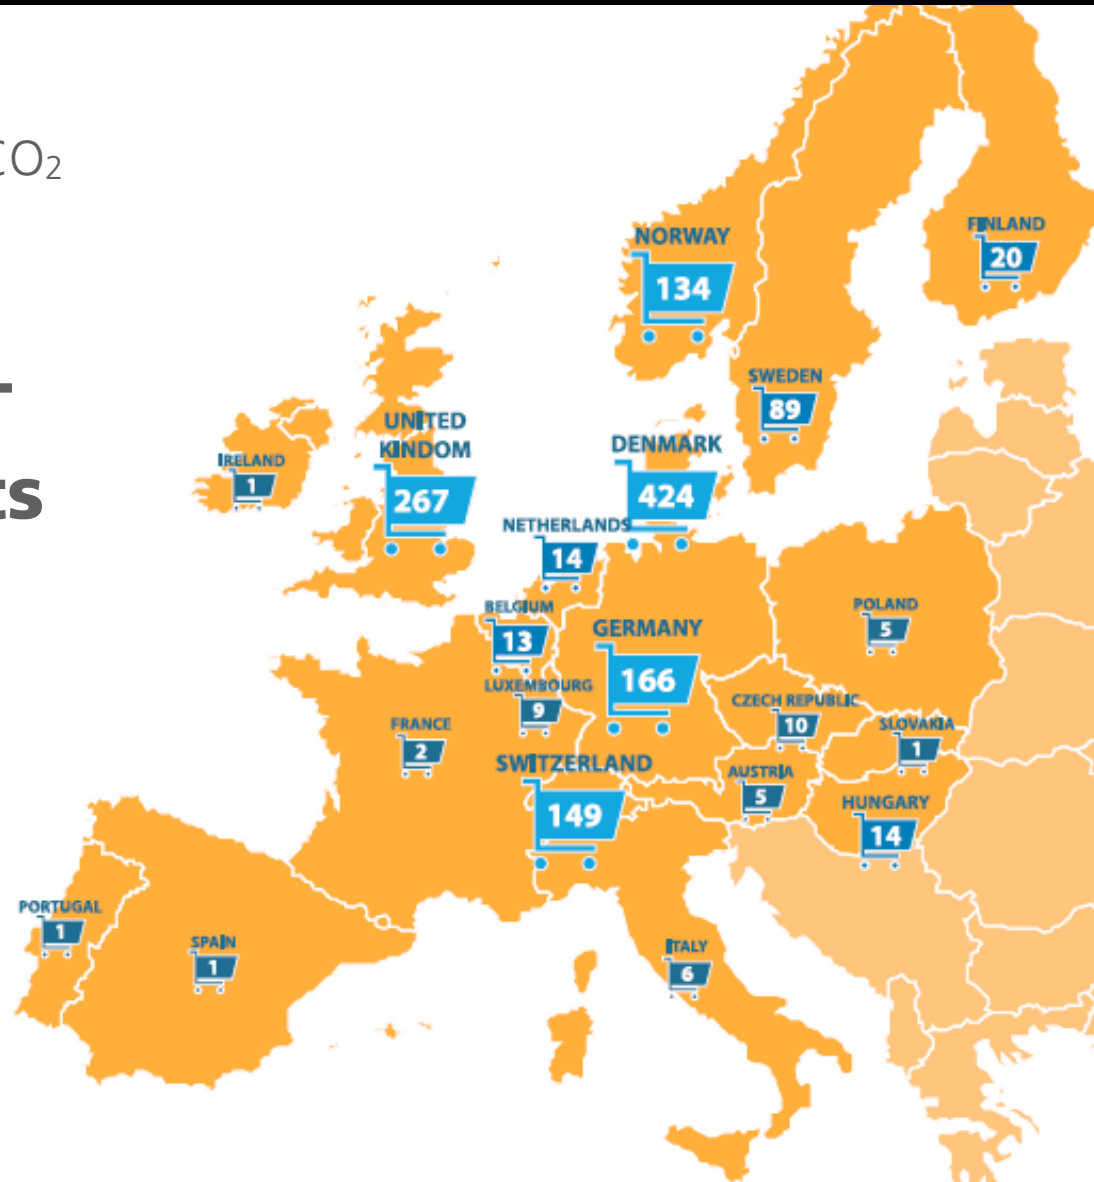 CO₂
ts
NORWAY
134
FINLAND
20
SWEDEN
89
UNITED
KINDOM
267
IRELAND
1
DENMARK
424
NETHERLANDS
14
BELGIUM
13
GERMANY
166
POLAND
5
LUXEMBOURG
9
CZECH REPUBLIC
10
FRANCE
2
SLOVAKIA
1
SWITZERLAND
149
AUSTRIA
5
HUNGARY
14
PORTUGAL
1
SPAIN
1
ITALY
6